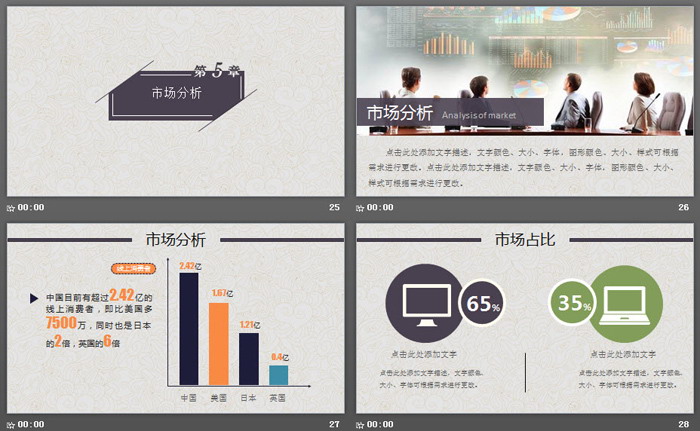 第5章
市场分析
00:00
25
市场分析 Analysis of market
点击此处添加文字描述，文字颜色、大小、字体，图形颜色、大小、样式可根据
需求进行更改。点击此处添加文字描述，文字颜色、大小、字体，图形颜色、大小、
样式可根据需求进行更改。
00:00
26
市场分析
线上消费者
中国目前有超过2.42亿的
线上消费者，即比美国多
7500万，同时也是日本
的2倍，英国的6倍
2.42亿
1.67亿
1.21亿
0.4亿
中国 美国 日本 英国
00:00
27
市场占比
65%
35%
点击此处添加文字
点击此处添加文字描述，文字颜色、
大小、字体可根据需求进行更改。
点击此处添加文字
点击此处添加文字描述，文字颜色、
大小、字体可根据需求进行更改。
00:00
28